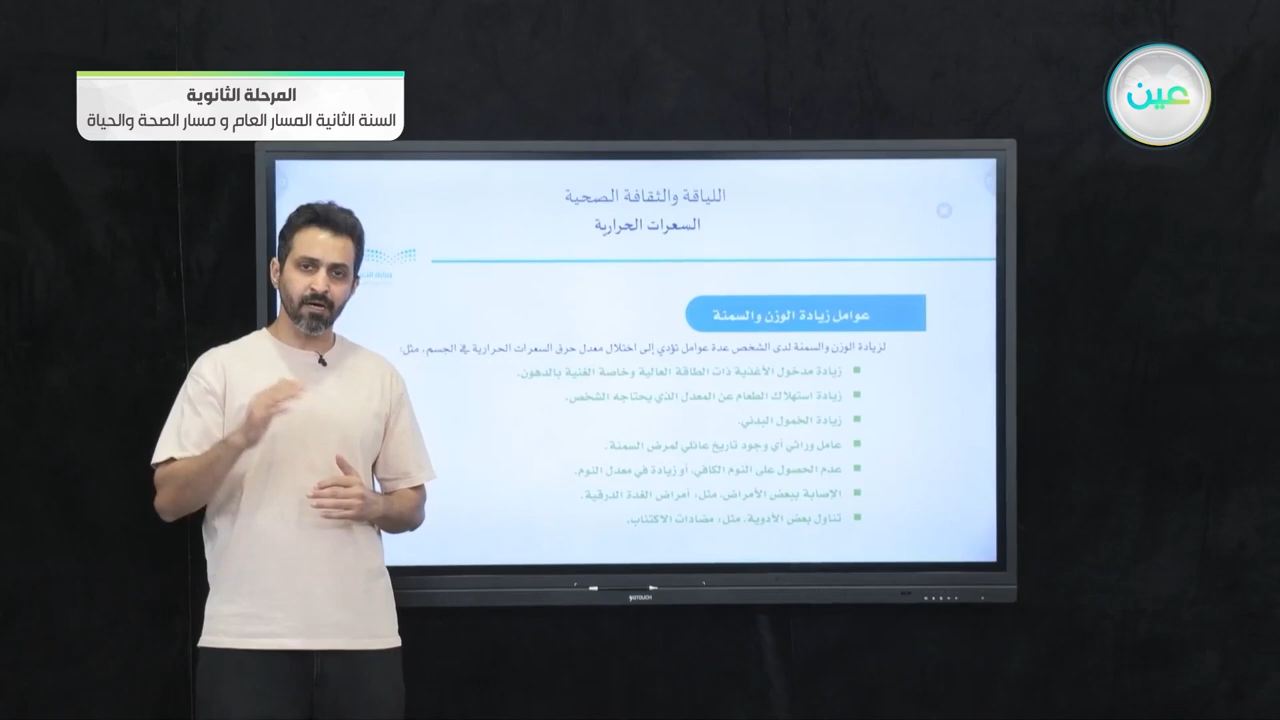 المرحلة الثانوية
السنة الثانية المسار العام و مسار الصحة والحياة
عين
اللياقة والثقافة الصحية
السعرات الحرارية
عوامل زيادة الوزن والسمنة
لزيادة الوزن والسمنة لدى الشخص عدة عوامل تؤدي إلى اختلال معدل حرق السعرات الحرارية في الجسم، مثل:
زيادة مدخول الأغذية ذات الطاقة العالية وخاصة الغنية بالدهون.
زيادة استهلاك الطعام عن المعدل الذي يحتاجه الشخص.
زيادة الخمول البدني.
عامل وراثي أي وجود تاريخ عائلي لمرض السمنة.
عدم الحصول على النوم الكافي، أو زيادة في معدل النوم.
الإصابة ببعض الأمراض، مثل: أمراض الغدة الدرقية.
تناول بعض الأدوية، مثل: مضادات الاكتئاب.